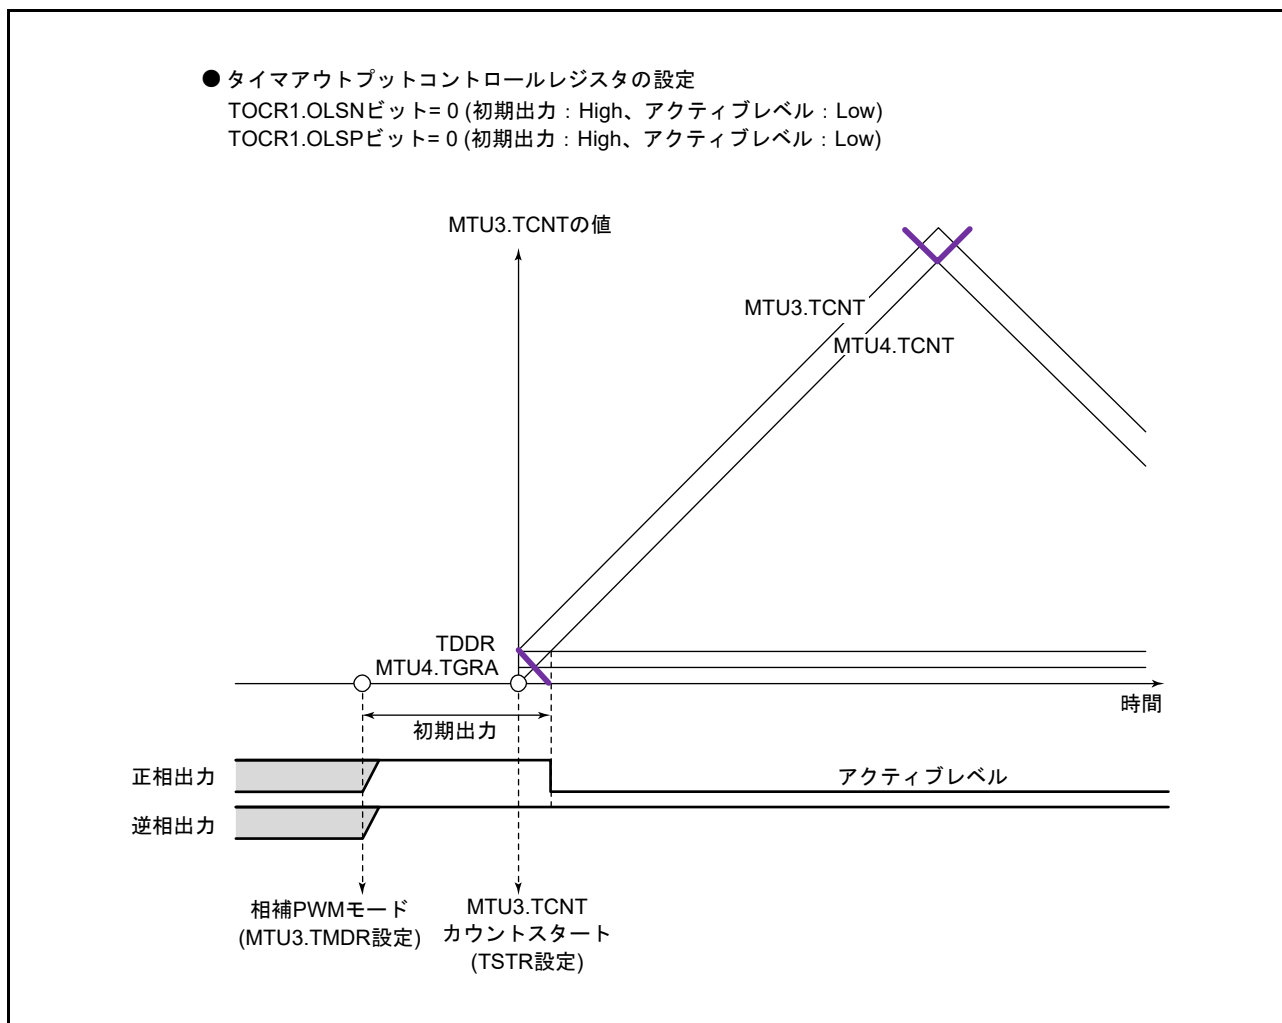 ● タイマアウトプットコントロールレジスタの設定
TOCR1.OLSNビット= 0 (初期出力：High、アクティブレベル：Low)
TOCR1.OLSPビット= 0 (初期出力：High、アクティブレベル：Low)
MTU3.TCNTの値
MTU3.TCNT
MTU4.TCNT
TDDR
MTU4.TGRA
時間
初期出力
正相出力
アクティブレベル
逆相出力
相補PWMモード
(MTU3.TMDR設定)
MTU3.TCNT
カウントスタート
(TSTR設定)